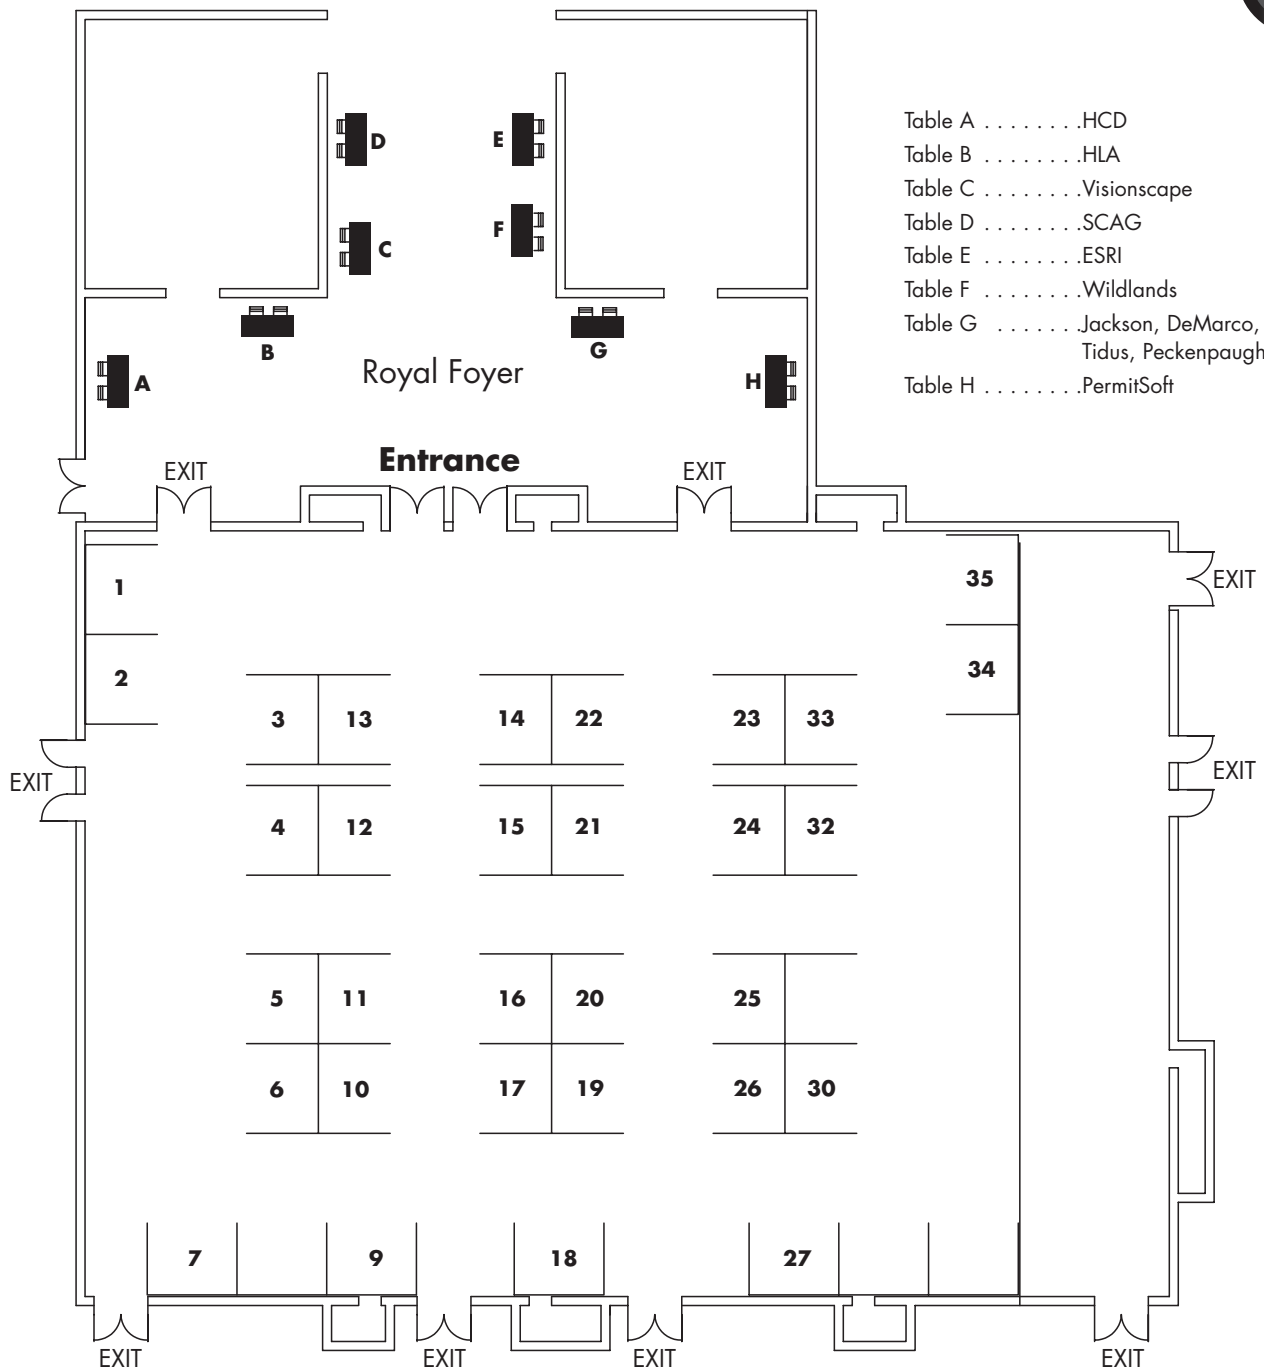 Table A . . . . . . . .HCD
Table B . . . . . . . .HLA
Table C . . . . . . . .Visionscape
Table D . . . . . . . .SCAG
Table E . . . . . . . .ESRI
Table F . . . . . . . .Wildlands
Table G . . . . . . .Jackson, DeMarco,
Tidus, Peckenpaugh
Table H . . . . . . . .PermitSoft
D
E
C
F
B
G
A
H
Royal Foyer
Entrance
EXIT
EXIT
1
35
EXIT
2
34
3 13 14 22 23 33
EXIT
EXIT
4 12 15 21 24 32
5 11 16 20 25
6 10 17 19 26 30
7 9 18 27
EXIT EXIT EXIT EXIT